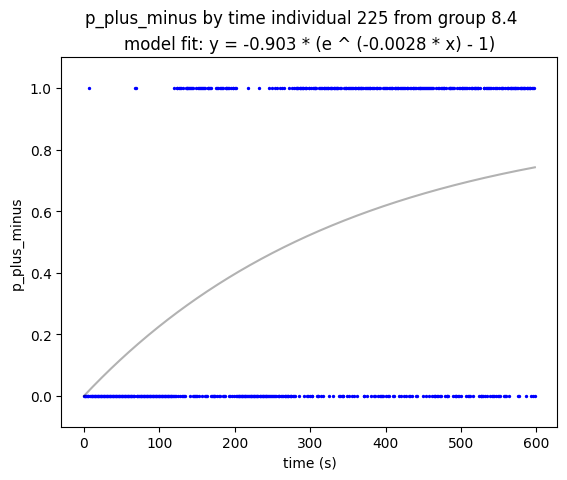 p_plus_minus by time individual 225 from group 8.4
model fit: y = -0.903 * (e ^ (-0.0028 * x) - 1)
1.0
0.8
0.6
0.4
0.2
0.0
p_plus_minus
0 100 200 300 400 500 600
time (s)